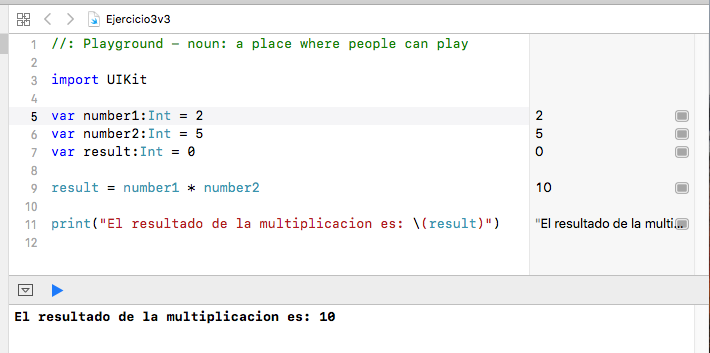 Ejercicio3v3
1 //: Playground - noun: a place where people can play
2
3 import UIKit
4
5 var number1:Int = 2 2
6 var number2:Int = 5 5
7 var result:Int = 0 0
8
9 result = number1 * number2 10
10
11 print("El resultado de la multiplicacion es: \(result)") "El resultado de la multi...
12
El resultado de la multiplicacion es: 10